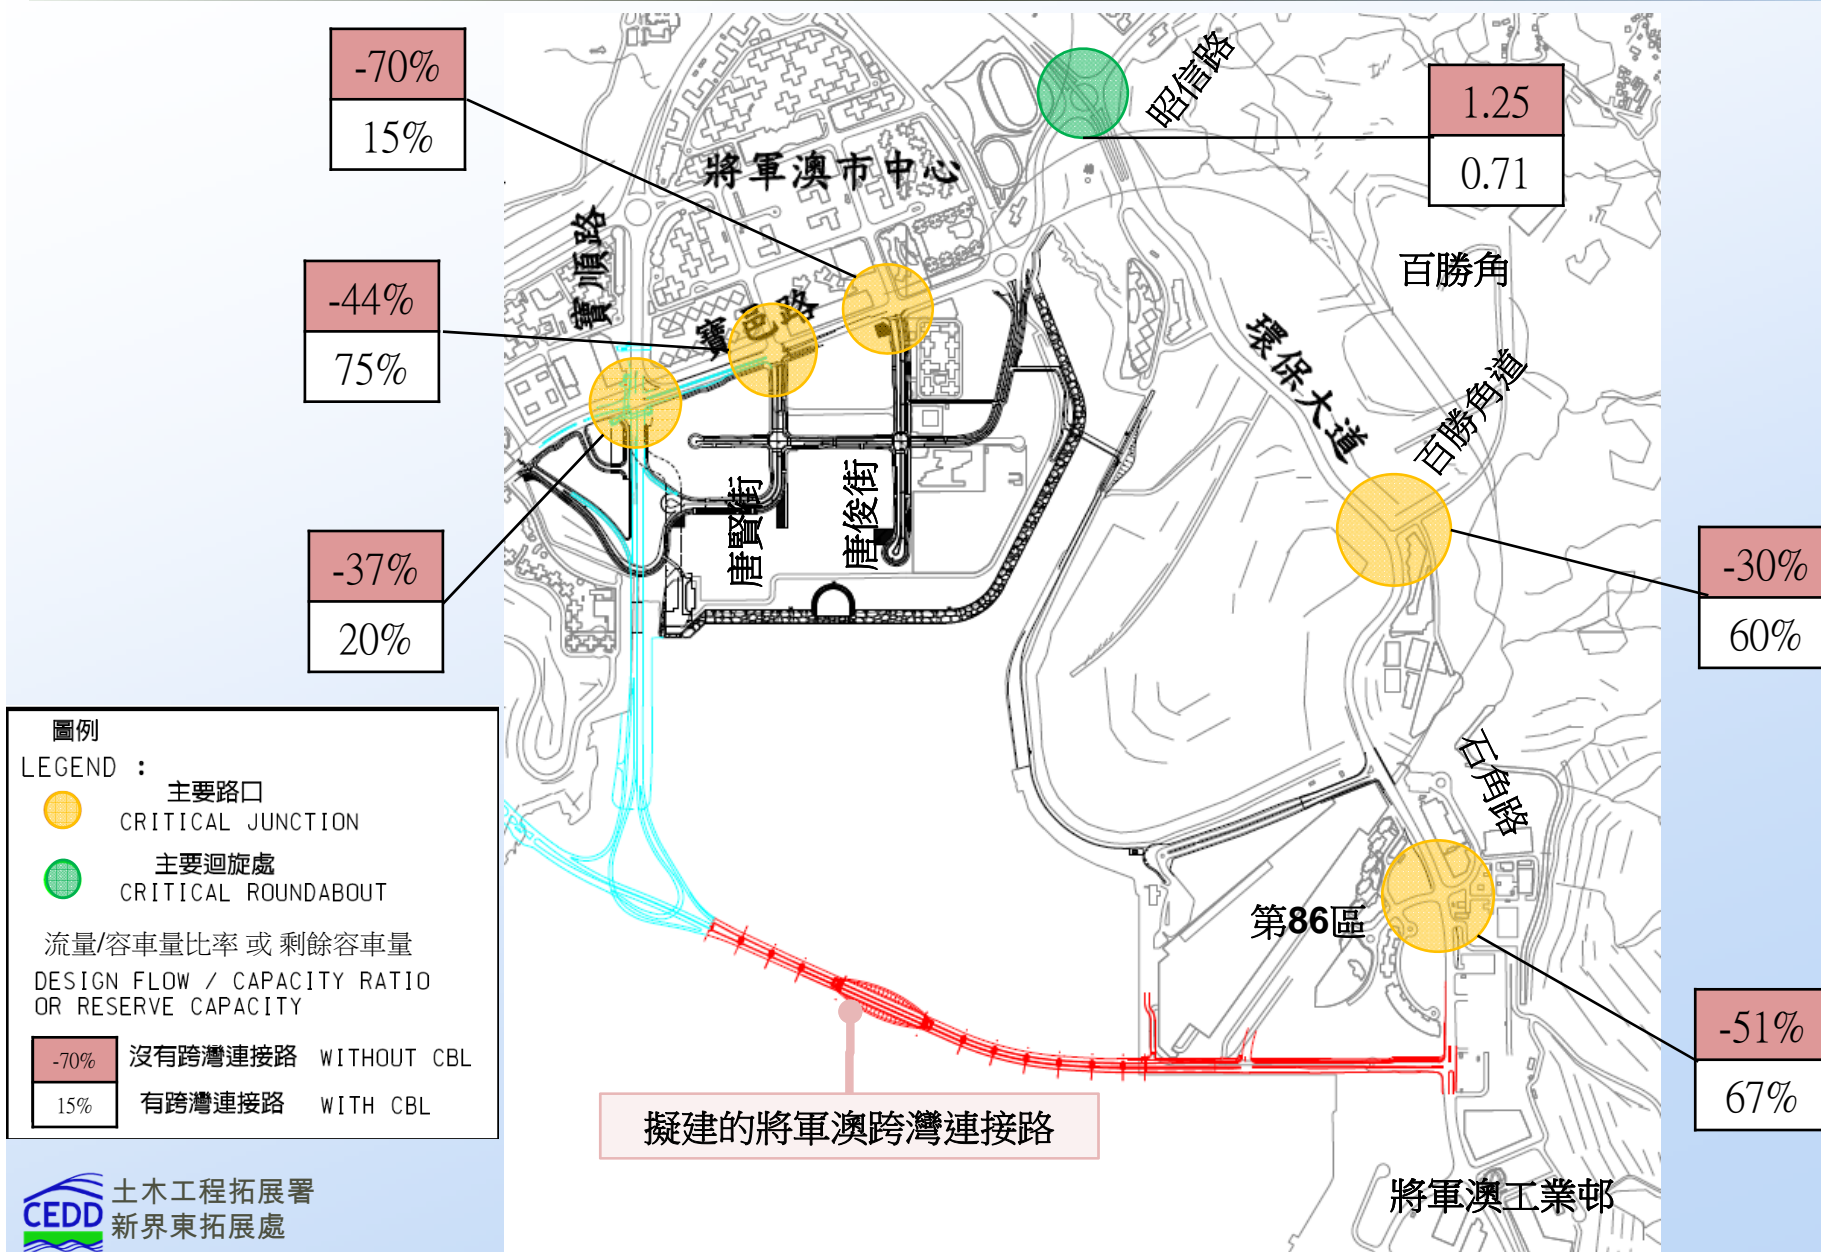 -70%
15%
昭信路
1.25
0.71
將軍澳市中心
寶順路
百勝角
-44%
75%
寶邑路
環保大道
百勝角道
唐賢街
唐俊街
-37%
20%
-30%
60%
圖例
LEGEND :
主要路口
CRITICAL JUNCTION
主要迴旋處
CRITICAL ROUNDABOUT
流量/容車量比率 或 剩餘容車量
DESIGN FLOW / CAPACITY RATIO
OR RESERVE CAPACITY
-70% 沒有跨灣連接路 WITHOUT CBL
15% 有跨灣連接路 WITH CBL
石角路
第86區
-51%
67%
擬建的將軍澳跨灣連接路
將軍澳工業邨
CEDD
土木工程拓展署
新界東拓展處